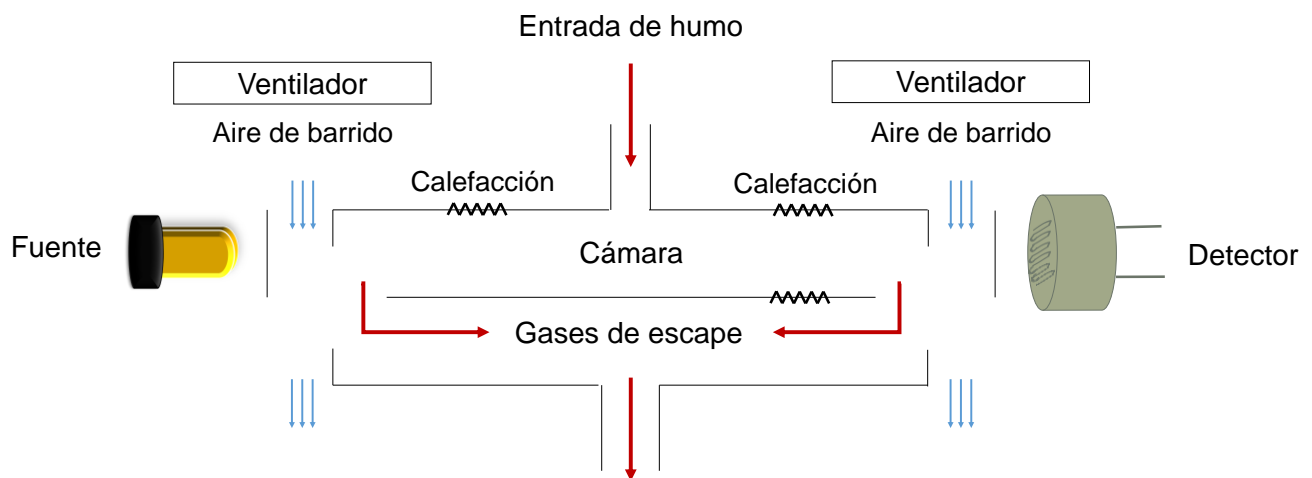 Entrada de humo
Ventilador
Ventilador
Aire de barrido
Aire de barrido
Calefacción
Calefacción
Fuente
Cámara
Detector
Gases de escape